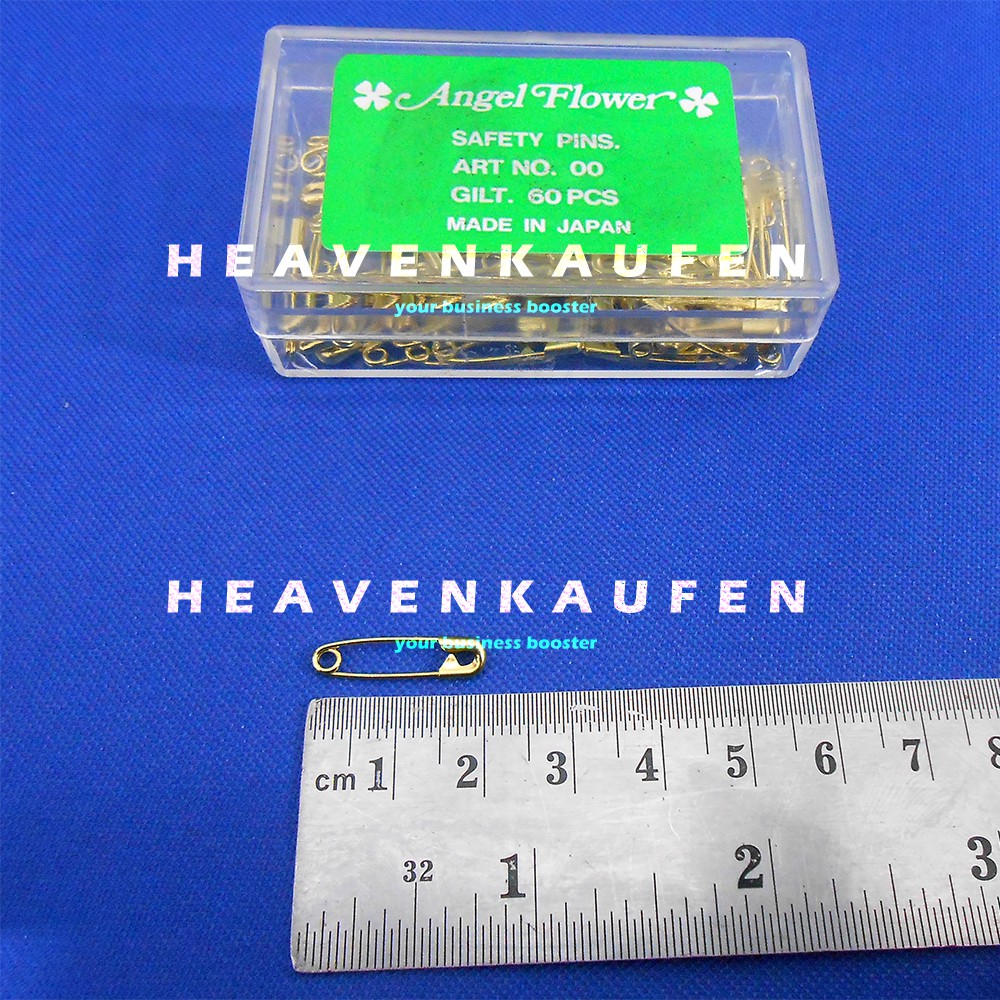 Angel Flower
SAFETY PINS.
ART NO. 00
GILT. 60 PCS
MADE IN JAPAN
HEAVENKAUFEN
your business booster
HEAVENKAUFEN
your business booster
cm 1 2 3 4 5 6 7 8
32 1 2 3